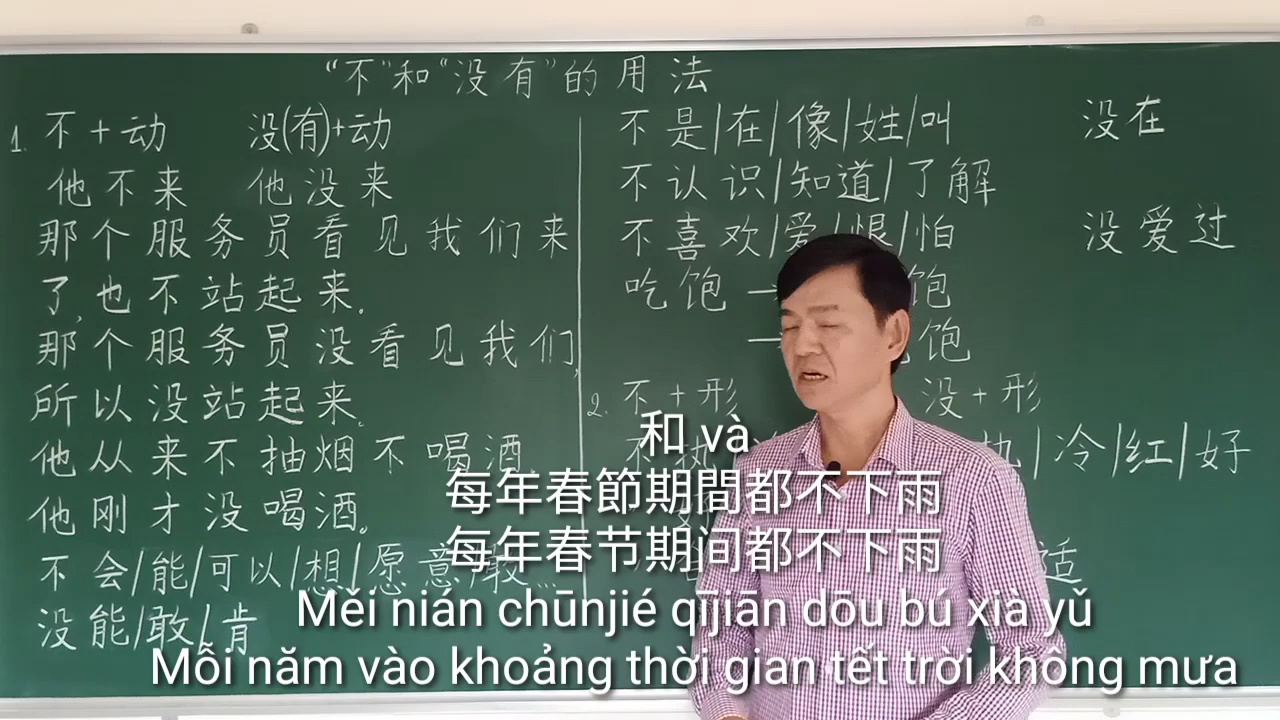 “不”和“没有”的用法
1. 不+动 没(有)+动
他不来 他没来
那个服务员看见我们来
了,也不站起来.
那个服务员没看见我们,
所以没站起来。
他从来不抽烟不喝酒。
他刚才没喝酒。
不会/能/可以/想/愿意/敢...
没能/敢/肯
不是/在/像/姓/叫 没在
不认识/知道/了解
不喜欢/爱/恨/怕 没爱过
吃饱 → 饱
→ 饱
2. 不+形 没+形
冷/红/好
适
和 và
每年春節期間都不下雨
每年春节期间都不下雨
Měi nián chūnjié qījiān dōu bú xià yǔ
Mỗi năm vào khoảng thời gian tết trời không mưa